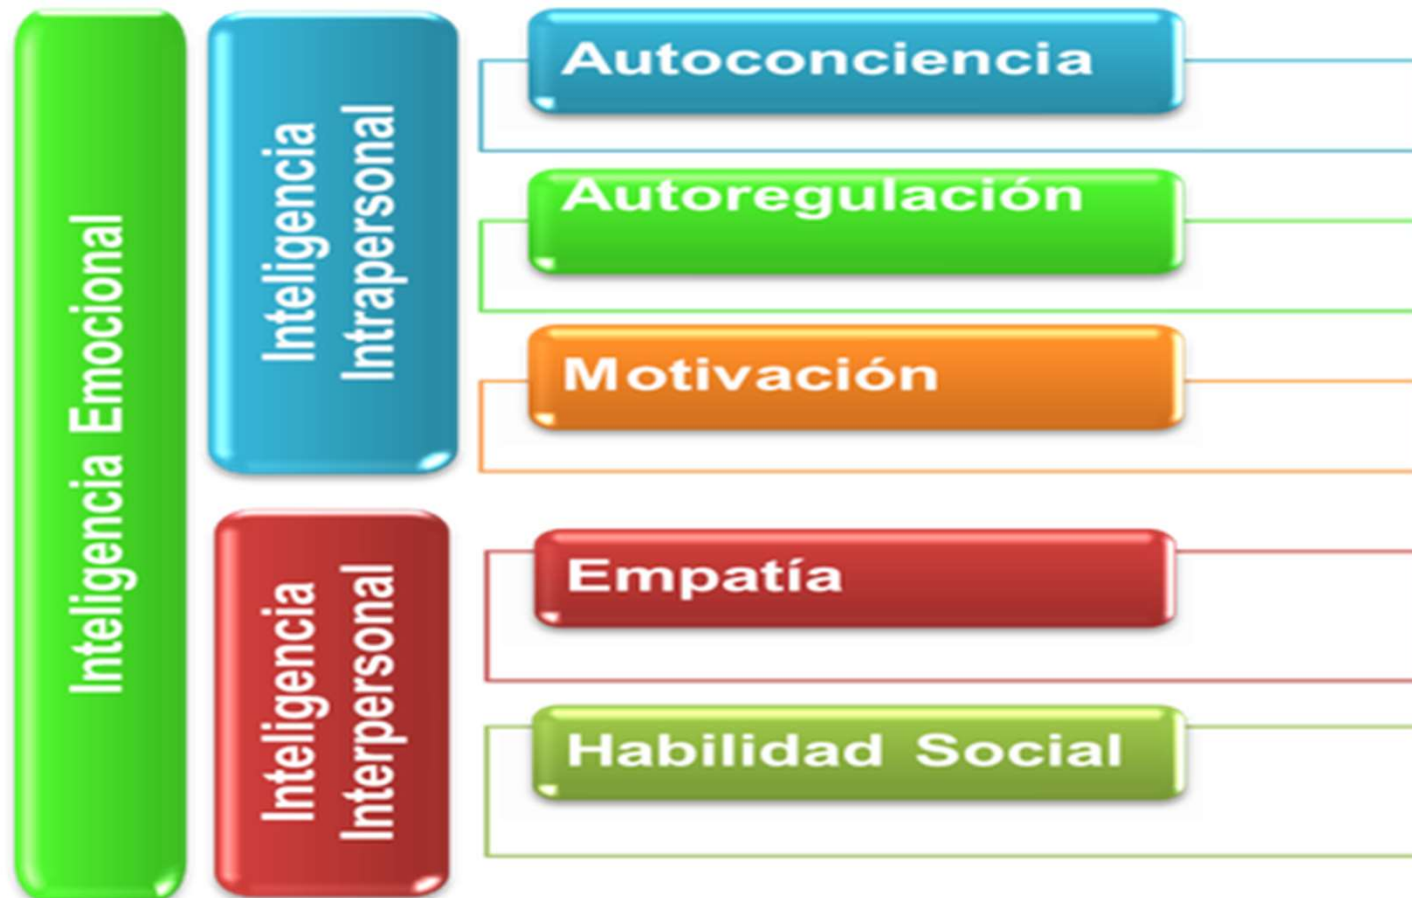 Inteligencia Emocional
Inteligencia
Intrapersonal
Autoconciencia
Autoregulación
Motivación
Inteligencia
Interpersonal
Empatía
Habilidad Social